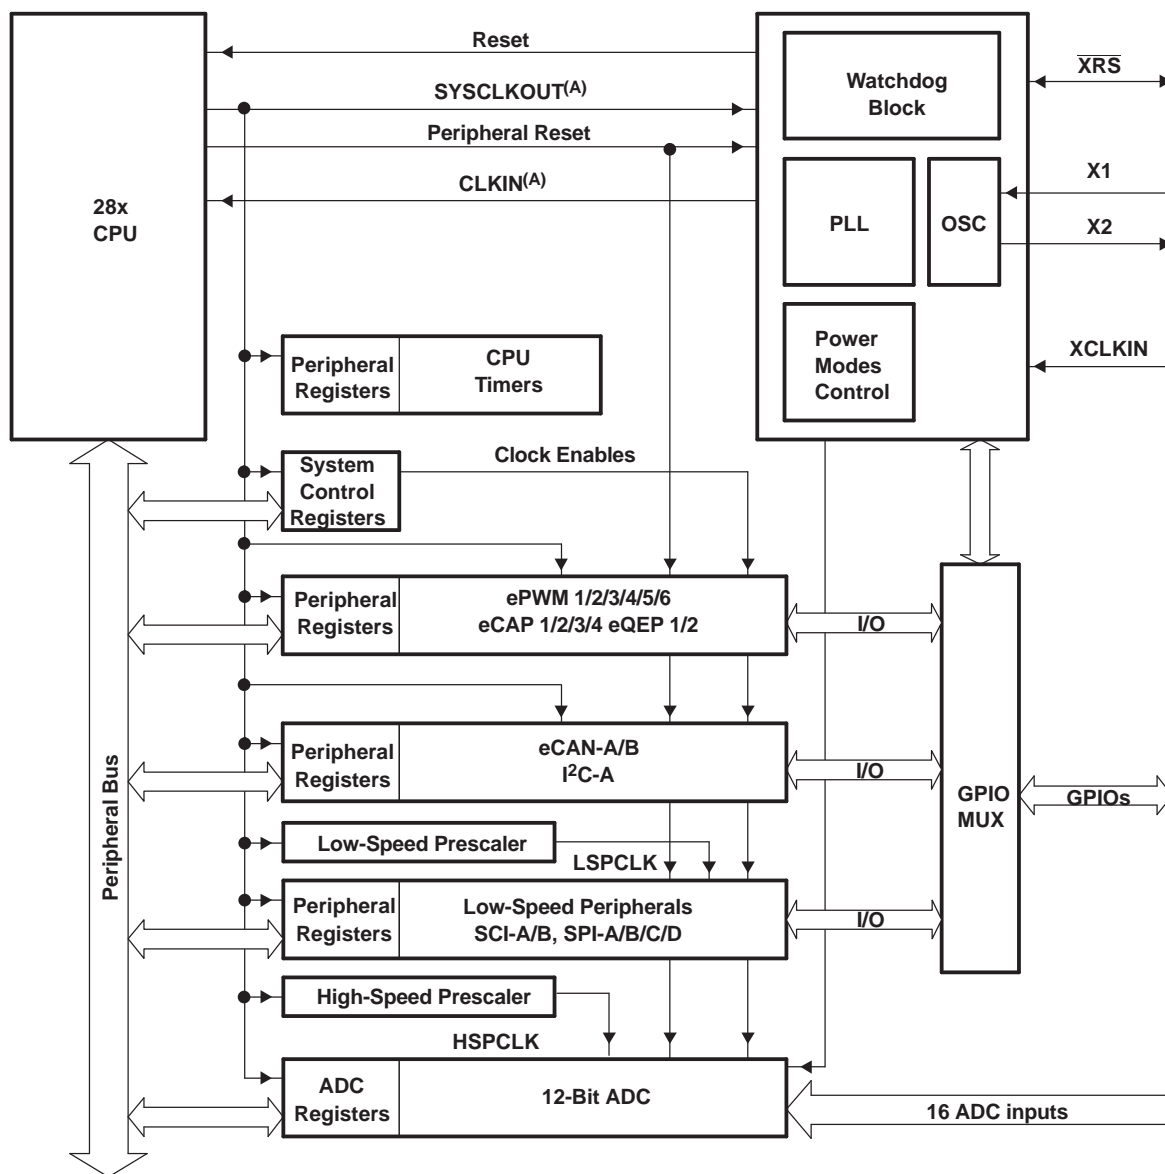 Reset
SYSCLKOUT(A)
Peripheral Reset
CLKIN(A)
28x
CPU
Watchdog
Block
PLL
OSC
Power
Modes
Control
XRS
X1
X2
XCLKIN
Peripheral
Registers
CPU
Timers
System
Control
Registers
Clock Enables
Peripheral
Registers
ePWM 1/2/3/4/5/6
eCAP 1/2/3/4 eQEP 1/2
I/O
Peripheral
Registers
eCAN-A/B
I²C-A
I/O
GPIO
MUX
GPIOs
Peripheral Bus
Low-Speed Prescaler
LSPCLK
Peripheral
Registers
Low-Speed Peripherals
SCI-A/B, SPI-A/B/C/D
I/O
High-Speed Prescaler
HSPCLK
ADC
Registers
12-Bit ADC
16 ADC inputs